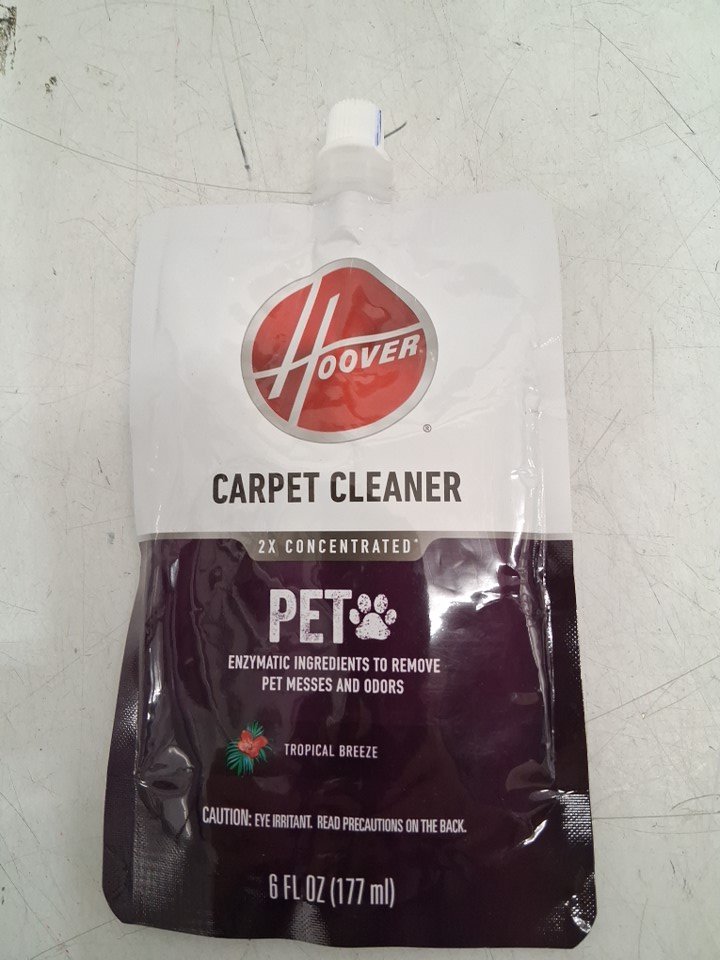 HOOVER
®
CARPET CLEANER
2X CONCENTRATED*
PET
ENZYMATIC INGREDIENTS TO REMOVE
PET MESSES AND ODORS
TROPICAL BREEZE
CAUTION: EYE IRRITANT. READ PRECAUTIONS ON THE BACK.
6 FL OZ (177 ml)